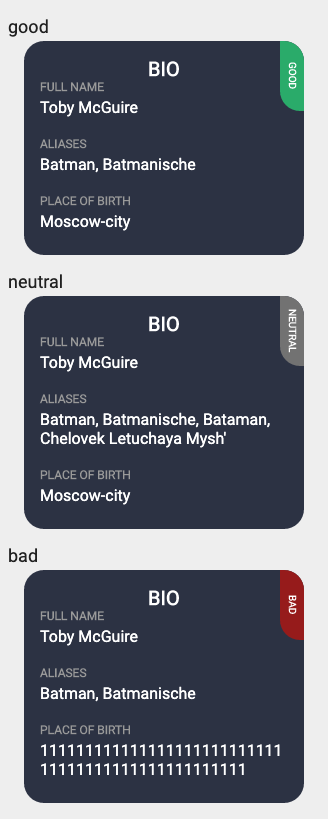 good
BIO
GOOD
FULL NAME
Toby McGuire
ALIASES
Batman, Batmanische
PLACE OF BIRTH
Moscow-city
neutral
BIO
NEUTRAL
FULL NAME
Toby McGuire
ALIASES
Batman, Batmanische, Bataman,
Chelovek Letuchaya Mysh'
PLACE OF BIRTH
Moscow-city
bad
BIO
BAD
FULL NAME
Toby McGuire
ALIASES
Batman, Batmanische
PLACE OF BIRTH
111111111111111111111111111
11111111111111111111111